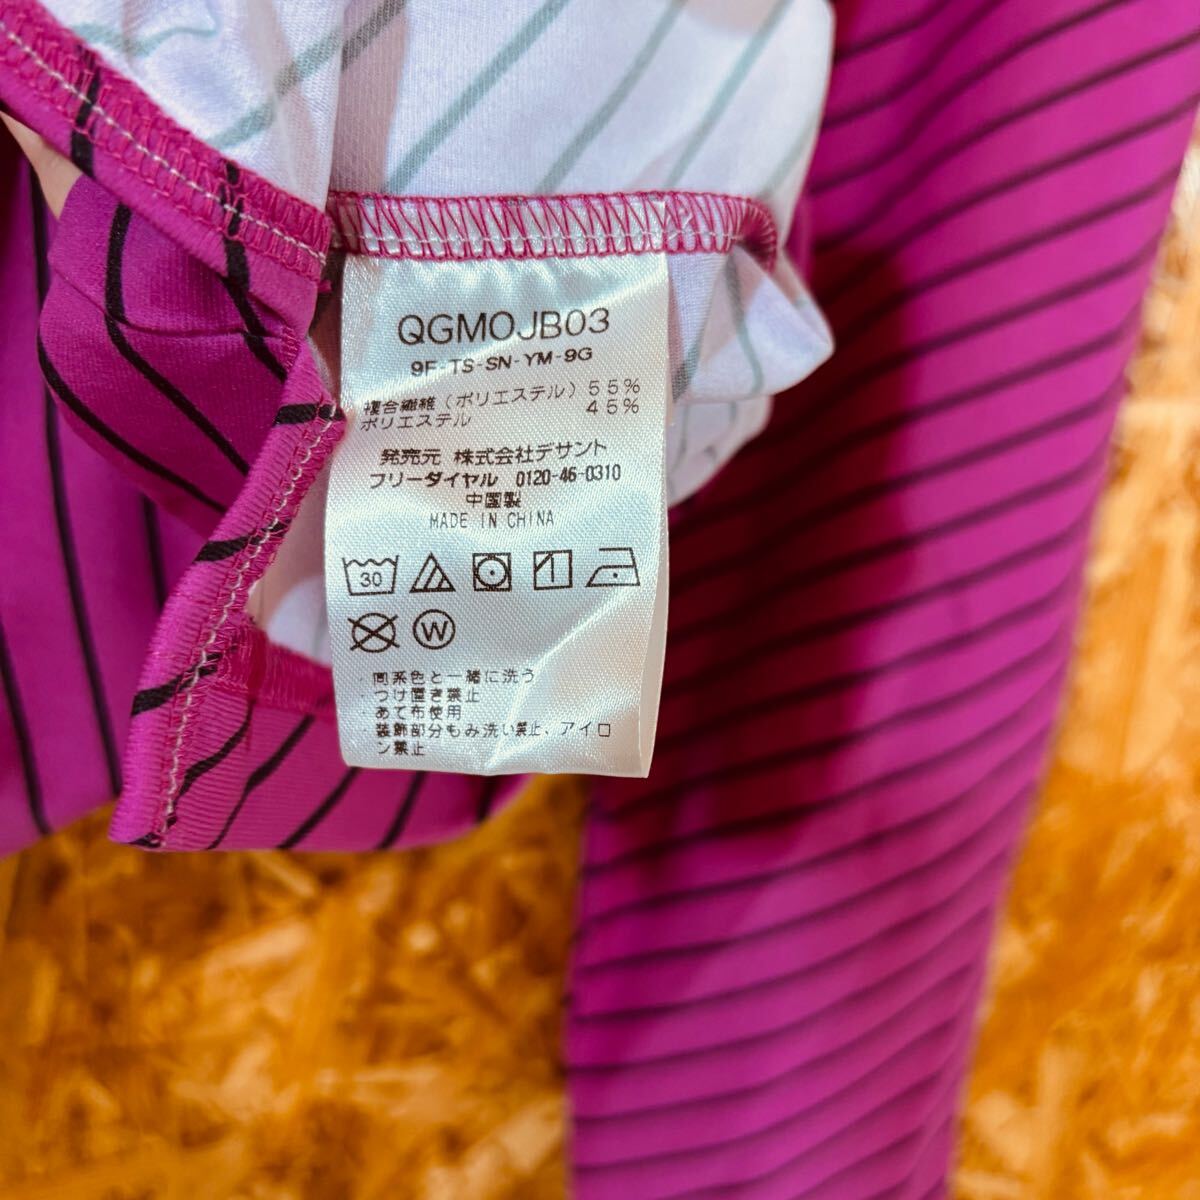 QGMOJB03
9F-TS-SN-YM-9G
複合繊維（ポリエステル）55%
ポリエステル 45%
発売元 株式会社デサント
フリーダイヤル 0120-46-0310
中国製
MADE IN CHINA
30
W
・同系色と一緒に洗う
・つけ置き禁止
・あて布使用
・装飾部分もみ洗い禁止、アイロ
ン禁止